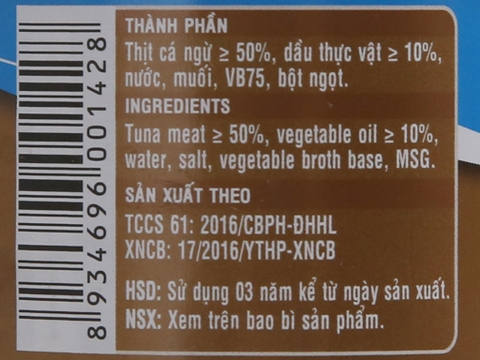 THÀNH PHẦN
Thịt cá ngừ ≥ 50%, dầu thực vật ≥ 10%,
nước, muối, VB75, bột ngọt.
INGREDIENTS
Tuna meat ≥ 50%, vegetable oil ≥ 10%,
water, salt, vegetable broth base, MSG.
SẢN XUẤT THEO
TCCS 61: 2016/CBPH-ĐHHL
XNCB: 17/2016/YTHP-XNCB
HSD: Sử dụng 03 năm kể từ ngày sản xuất.
NSX: Xem trên bao bì sản phẩm.
8 934696 001428